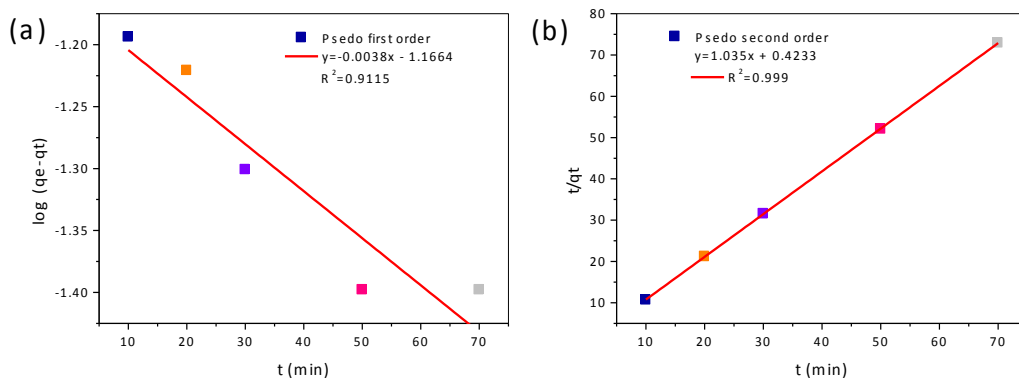 (a)
Psedo first order
y=-0.0038x - 1.1664
R²=0.9115
-1.20
-1.25
-1.30
-1.35
-1.40
log (qe-qt)
10 20 30 40 50 60 70
t (min)
(b)
Psedo second order
y=1.035x + 0.4233
R²=0.999
80
70
60
50
40
30
20
10
t/qt
10 20 30 40 50 60 70
t (min)